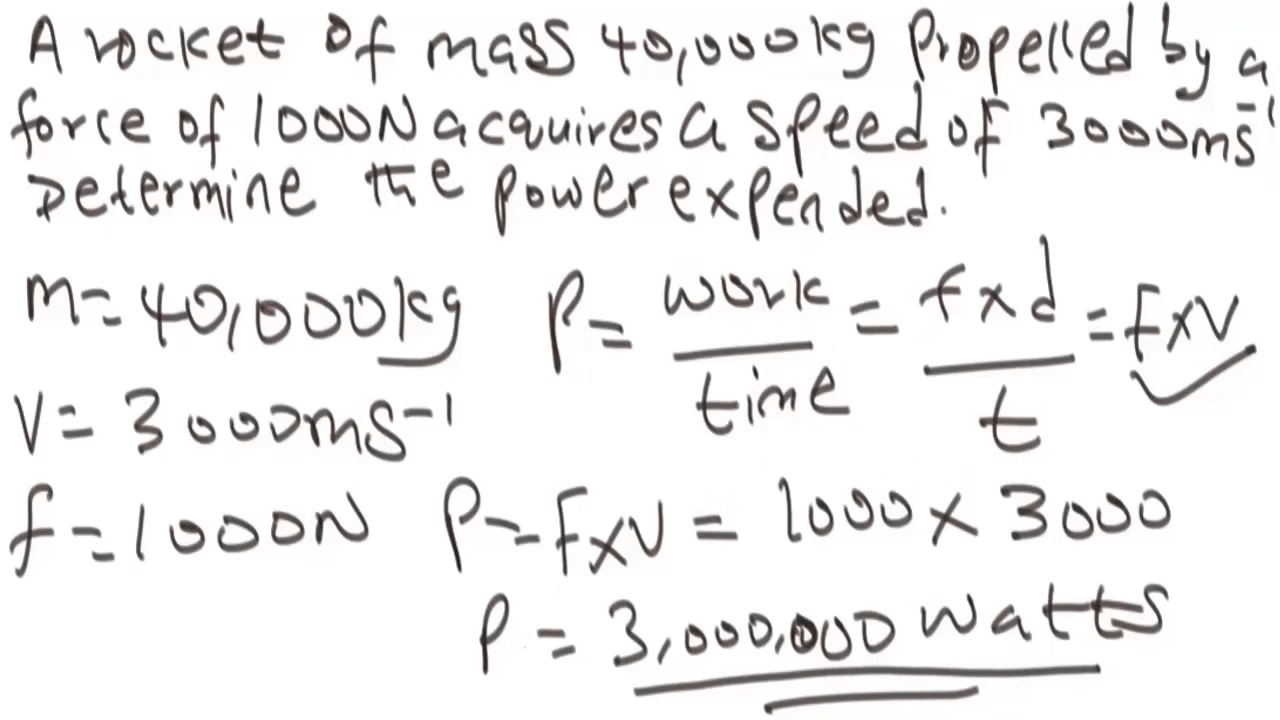 A rocket of mass 40,000kg propelled by a
force of 1000N acquires a speed of 3000ms⁻¹
Determine the power expended.
M = 40,000kg P = work/time = f x d/t = F x V
V = 3000ms⁻¹
f = 1000N P = F x V = 1000 x 3000
P = 3,000,000 watts